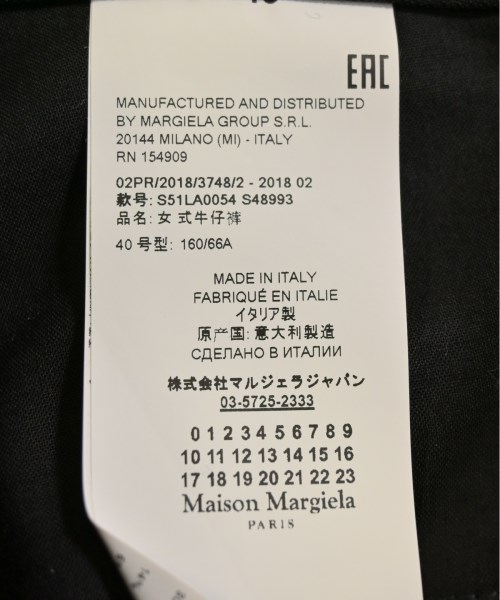 EAC
MANUFACTURED AND DISTRIBUTED
BY MARGIELA GROUP S.R.L.
20144 MILANO (MI) - ITALY
RN 154909
02PR/2018/3748/2 - 2018 02
款号: S51LA0054 S48993
品名: 女 式牛仔裤
40 号型: 160/66A
MADE IN ITALY
FABRIQUÉ EN ITALIE
イタリア製
原产国: 意大利製造
СДЕЛАНО В ИТАЛИИ
株式会社マルジェラジャパン
03-5725-2333
0 1 2 3 4 5 6 7 8 9
10 11 12 13 14 15 16
17 18 19 20 21 22 23
Maison Margiela
PARIS